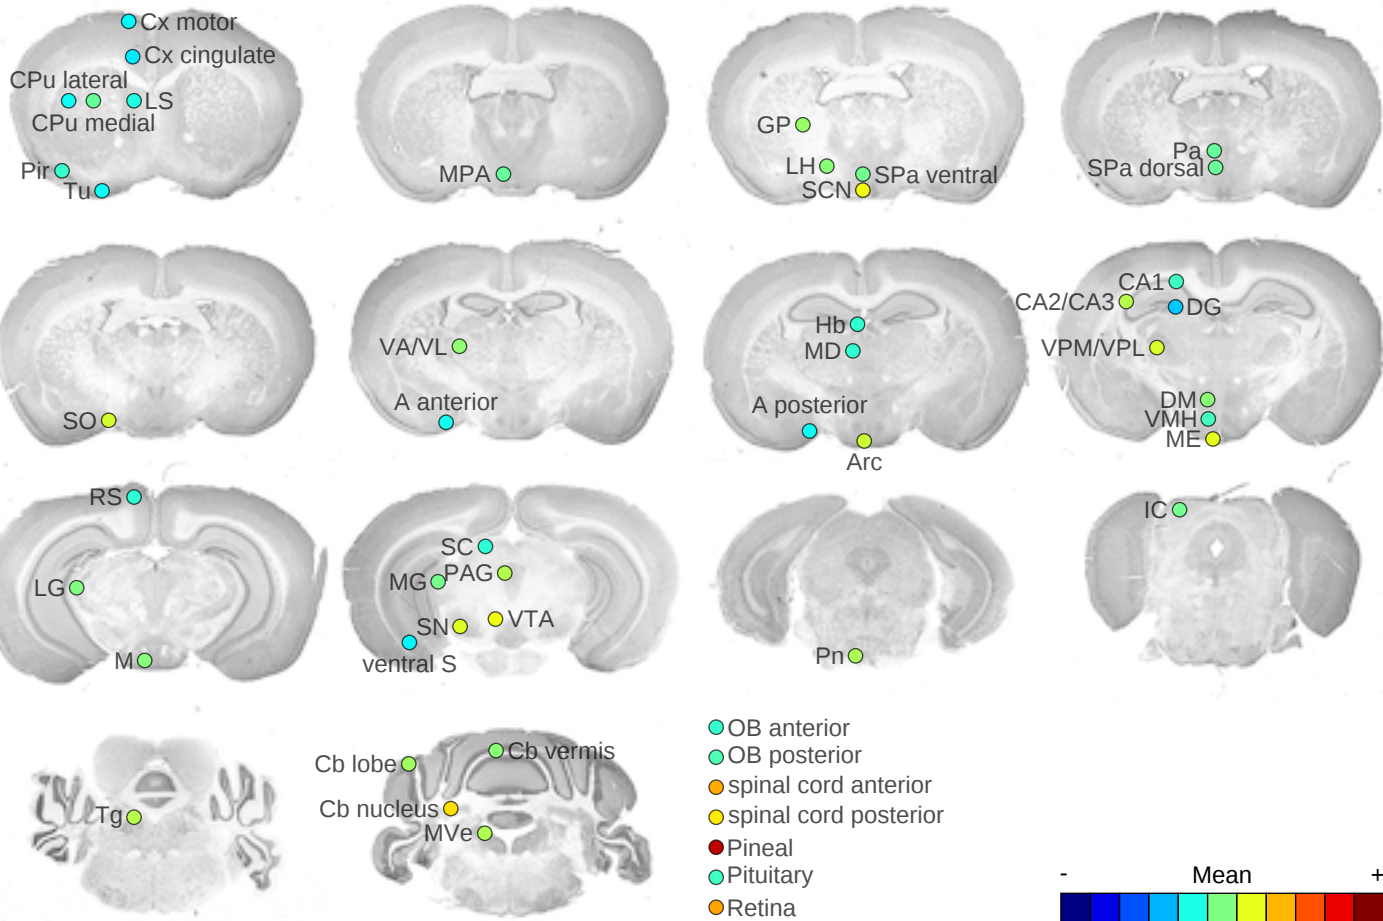 Cx motor
Cx cingulate
CPu lateral
LS
CPu medial
Pir
Tu
MPA
GP
LH
SPa ventral
SCN
Pa
SPa dorsal
SO
VA/VL
A anterior
Hb
MD
A posterior
Arc
CA1
CA2/CA3
DG
VPM/VPL
DM
VMH
ME
RS
LG
M
SC
PAG
MG
SN
VTA
ventral S
Pn
IC
Tg
Cb lobe
Cb vermis
Cb nucleus
MVe
OB anterior
OB posterior
spinal cord anterior
spinal cord posterior
Pineal
Pituitary
Retina
- Mean +